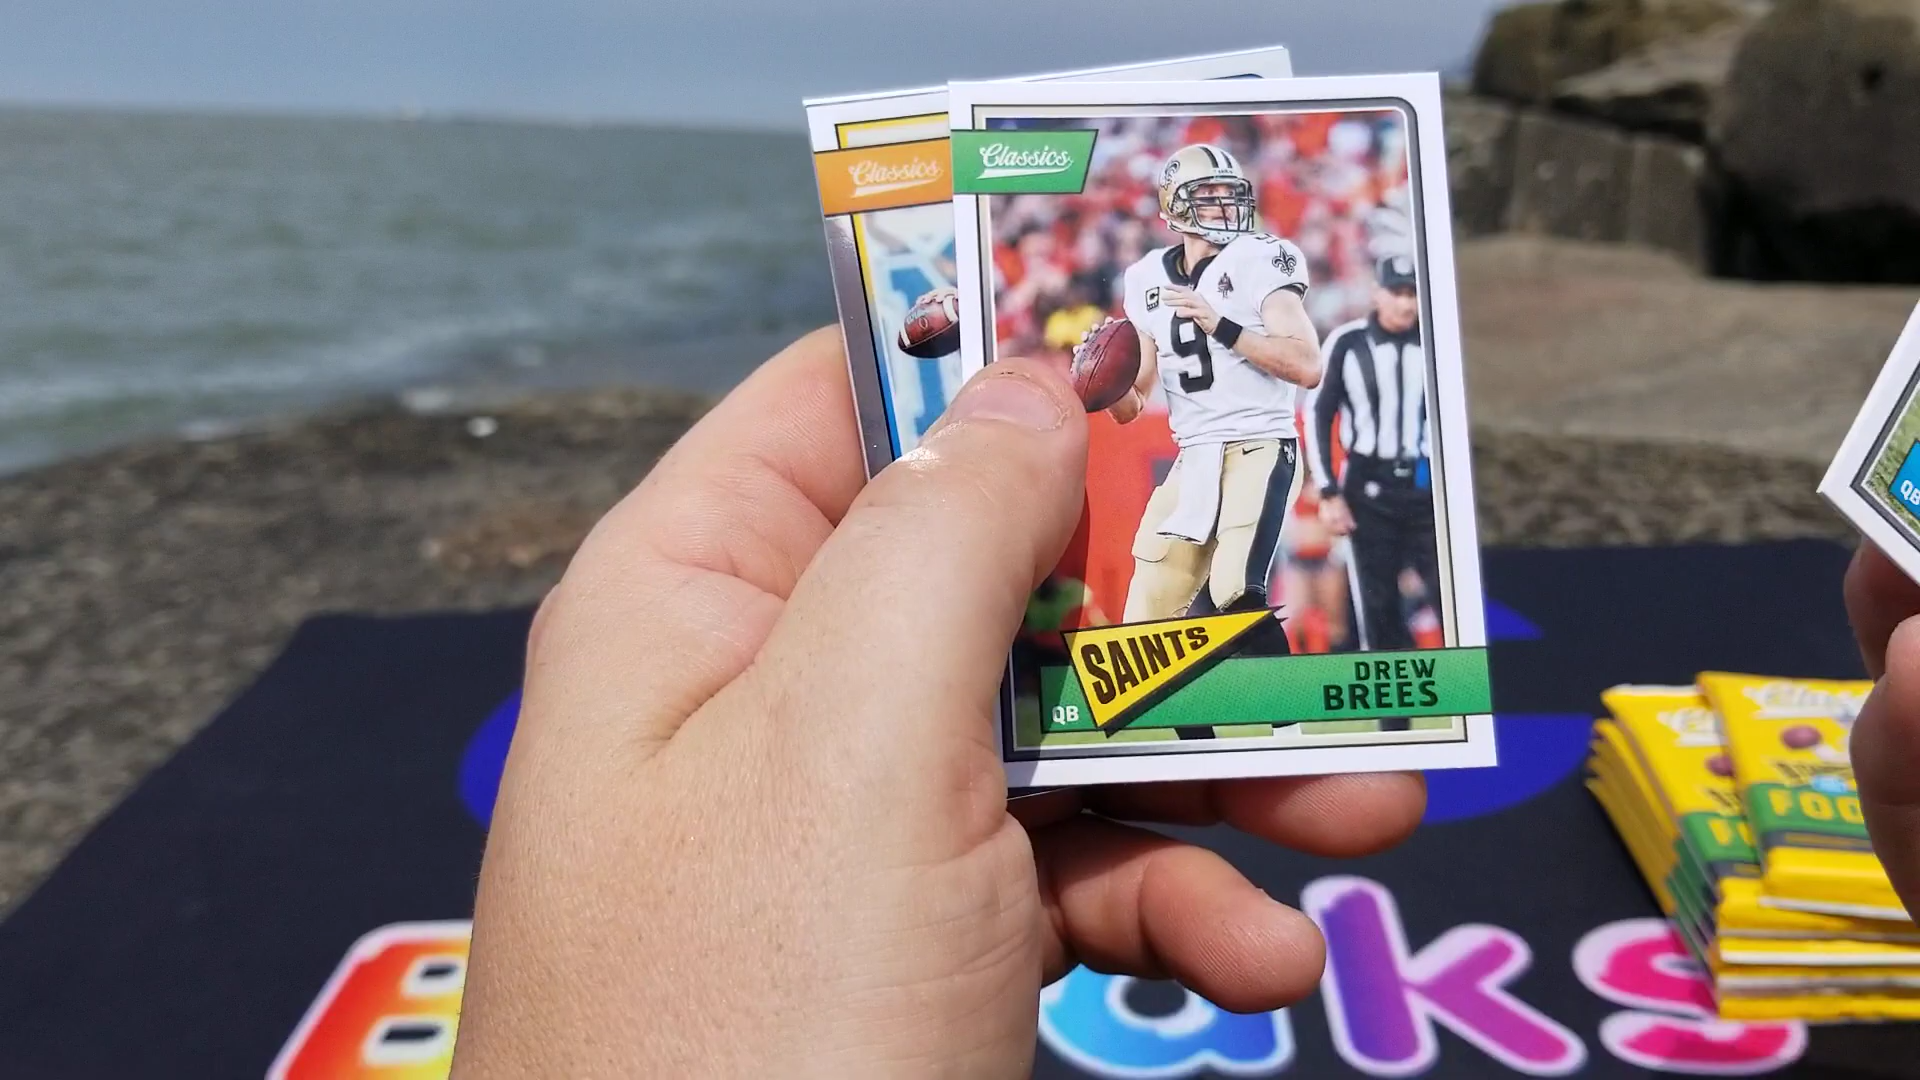 Classics
Classics
9
C
SAINTS
QB
DREW
BREES
QB
FOO
aks